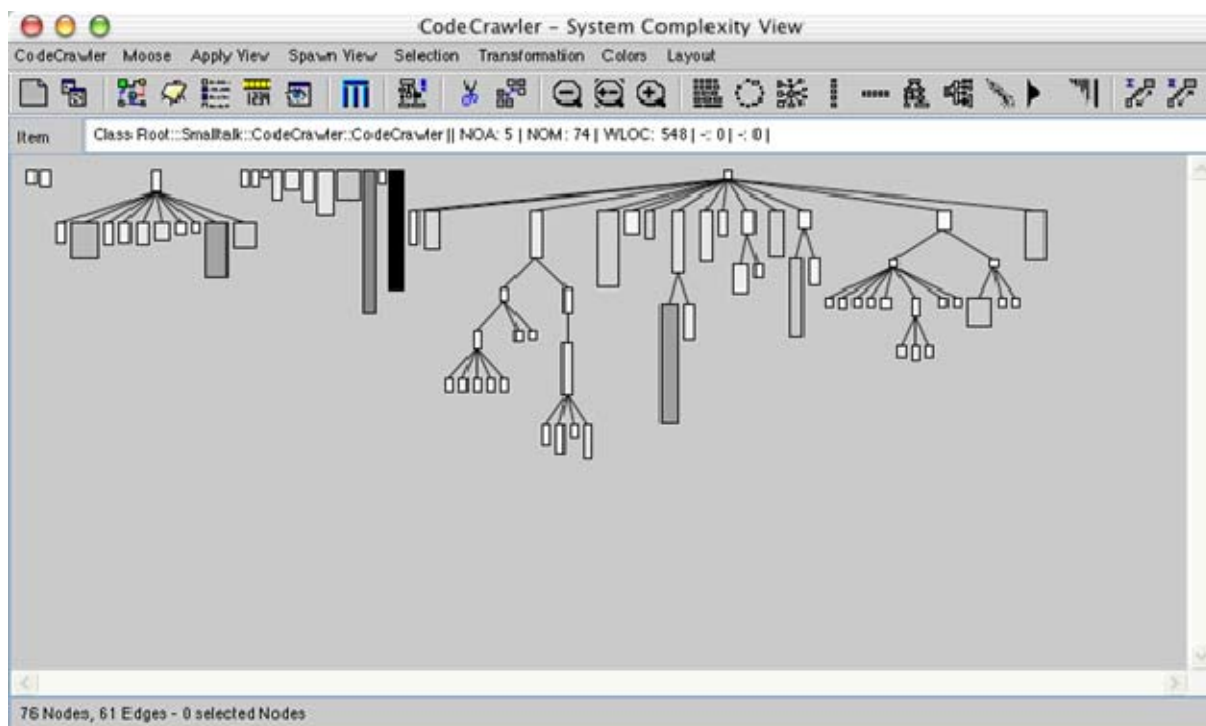 CodeCrawler – System Complexity View
CodeCrawler Moose Apply View Spawn View Selection Transformation Colors Layout
1234
Item Class: Root::Smalltalk::CodeCrawler::CodeCrawler || NOA: 5 | NOM: 74 | WLOC: 548 | -: 0 | -: 0 |
76 Nodes, 61 Edges - 0 selected Nodes